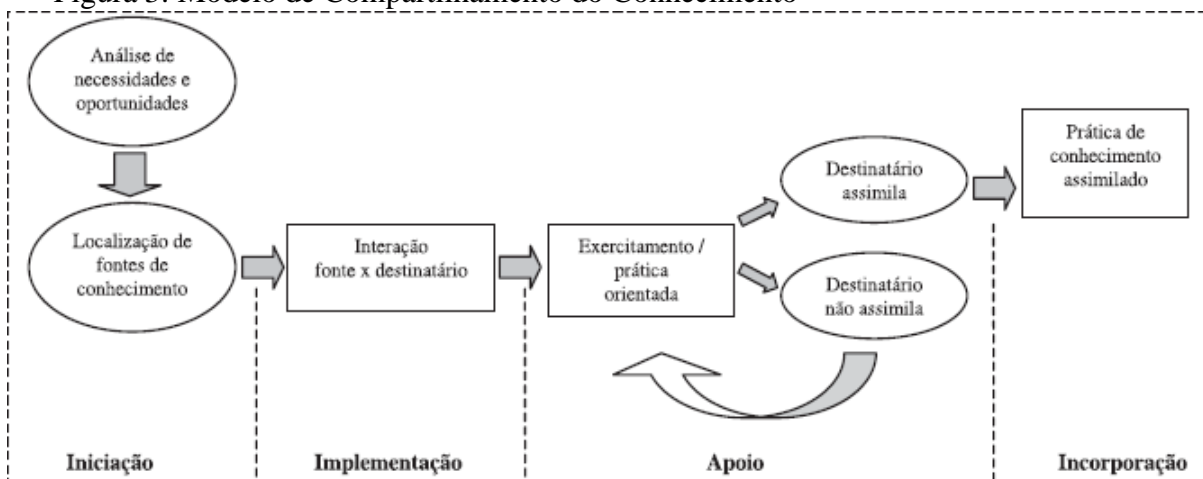 Figura 3: Modelo de Compartilhamento do Conhecimento
Análise de
necessidades e
oportunidades
Localização de
fontes de
conhecimento
Interação
fonte x destinatário
Exercitamento /
prática
orientada
Destinatário
assimila
Destinatário
não assimila
Prática de
conhecimento
assimilado
Iniciação
Implementação
Apoio
Incorporação